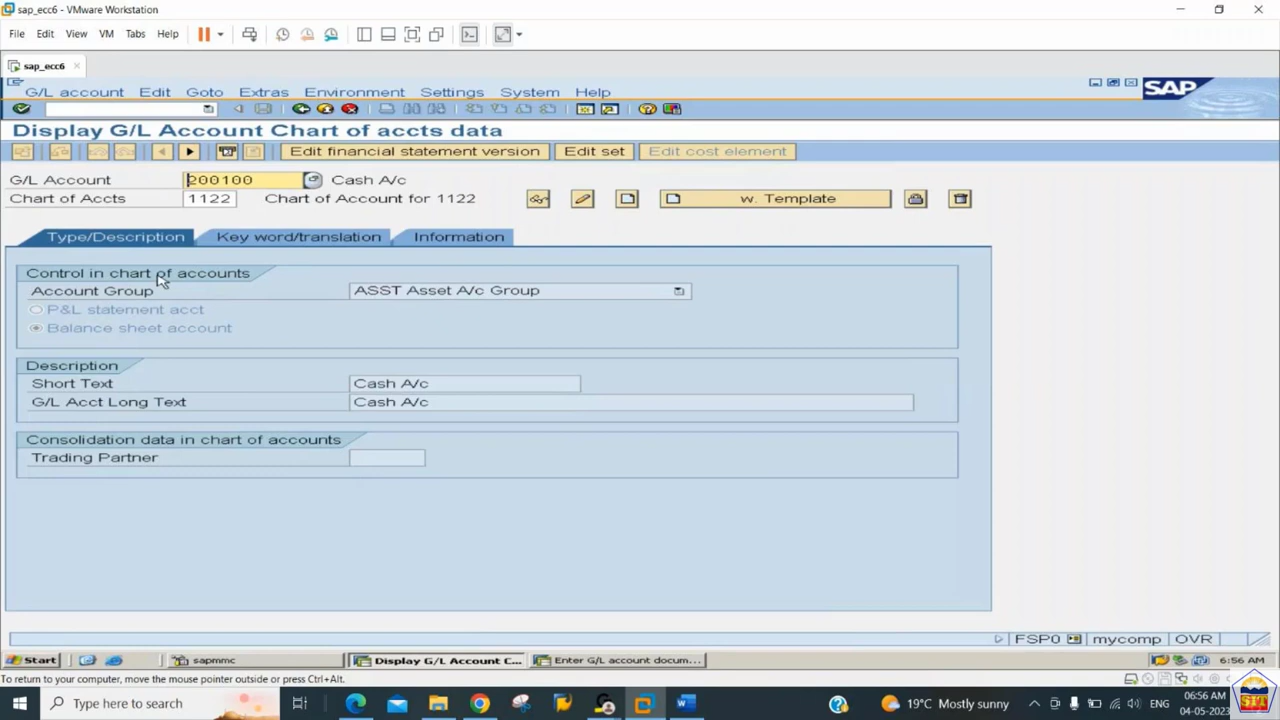 sap_ecc6 - VMware Workstation
File Edit View VM Tabs Help
sap_ecc6
G/L account Edit Goto Extras Environment Settings System Help
SAP
Display G/L Account Chart of accts data
Edit financial statement version Edit set Edit cost element
G/L Account 200100 Cash A/c
Chart of Accts 1122 Chart of Account for 1122 w. Template
Type/Description Key word/translation Information
Control in chart of accounts
Account Group ASST Asset A/c Group
P&L statement acct
Balance sheet account
Description
Short Text Cash A/c
G/L Acct Long Text Cash A/c
Consolidation data in chart of accounts
Trading Partner
FSP0 mycomp OVR
Start sapmmc Display G/L Account C... Enter G/L account docum... 6:56 AM
To return to your computer, move the mouse pointer outside or press Ctrl+Alt.
Type here to search 19°C Mostly sunny ENG 06:56 AM
04-05-2023